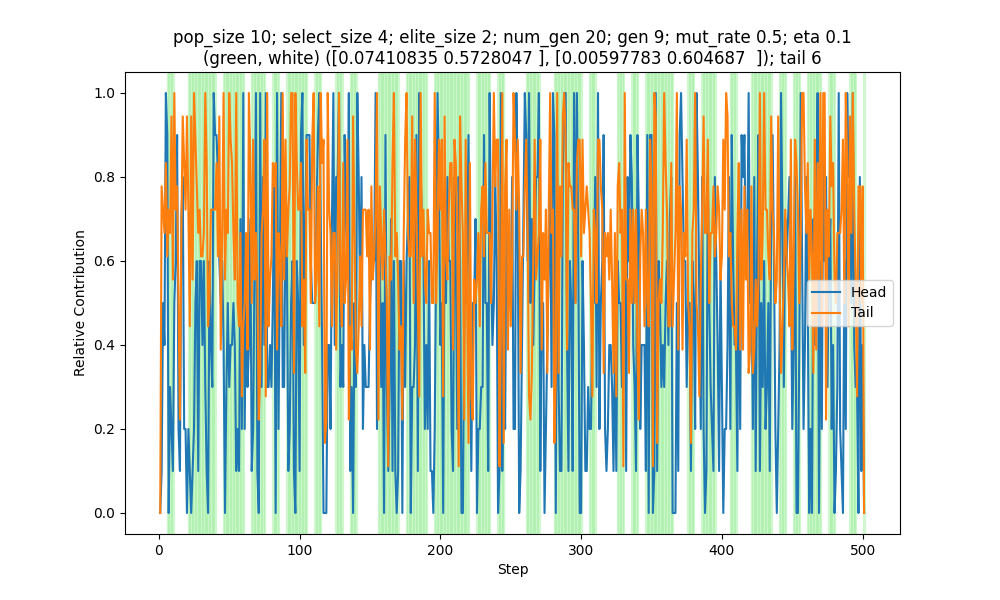 pop_size 10; select_size 4; elite_size 2; num_gen 20; gen 9; mut_rate 0.5; eta 0.1
(green, white) ([0.07410835 0.5728047 ], [0.00597783 0.604687  ]); tail 6
1.0
0.8
0.6
0.4
0.2
0.0
Relative Contribution
Head
Tail
0
100
200
300
400
500
Step